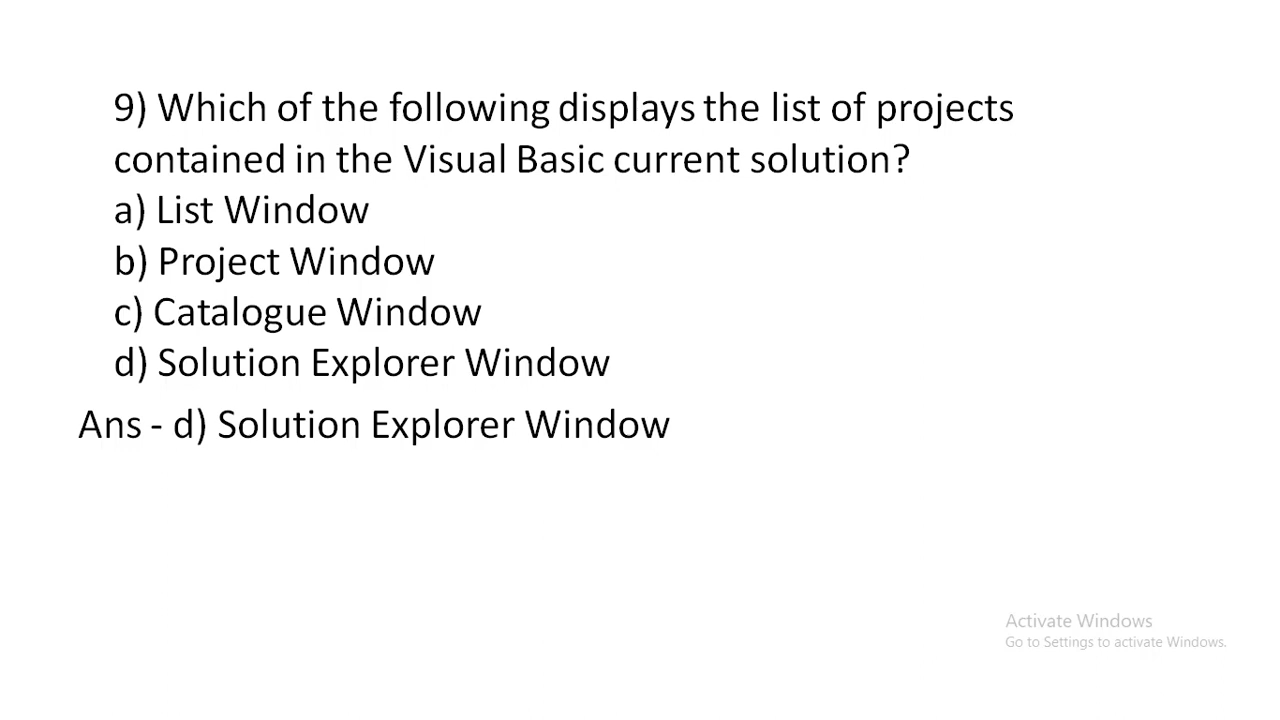 9) Which of the following displays the list of projects
contained in the Visual Basic current solution?
a) List Window
b) Project Window
c) Catalogue Window
d) Solution Explorer Window
Ans - d) Solution Explorer Window
Activate Windows
Go to Settings to activate Windows.